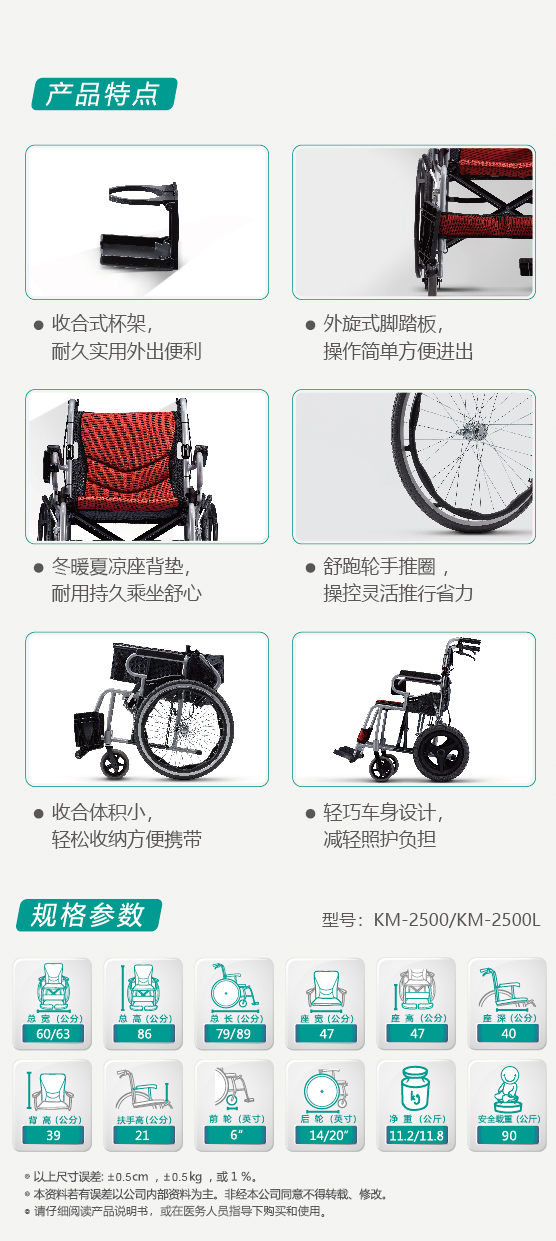 产品特点
● 收合式杯架，
耐久实用外出便利
● 外旋式脚踏板，
操作简单方便进出
● 冬暖夏凉座背垫，
耐用持久乘坐舒心
● 舒跑轮手推圈 ，
操控灵活推行省力
● 收合体积小，
轻松收纳方便携带
● 轻巧车身设计，
减轻照护负担
规格参数
型号：KM-2500/KM-2500L
总 宽 (公分)
60/63
总 高 (公分)
86
总 长 (公分)
79/89
座 宽 (公分)
47
座 高 (公分)
47
座 深 (公分)
40
背 高 (公分)
39
扶手高(公分)
21
前 轮 (英寸)
6"
后 轮 (英寸)
14/20"
净 重 (公斤)
11.2/11.8
安全载重 (公斤)
90
※ 以上尺寸误差: ±0.5cm ，±0.5kg ，或 1 %。
※ 本资料若有误差以公司内部资料为主。非经本公司同意不得转载、修改。
※ 请仔细阅读产品说明书，或在医务人员指导下购买和使用。